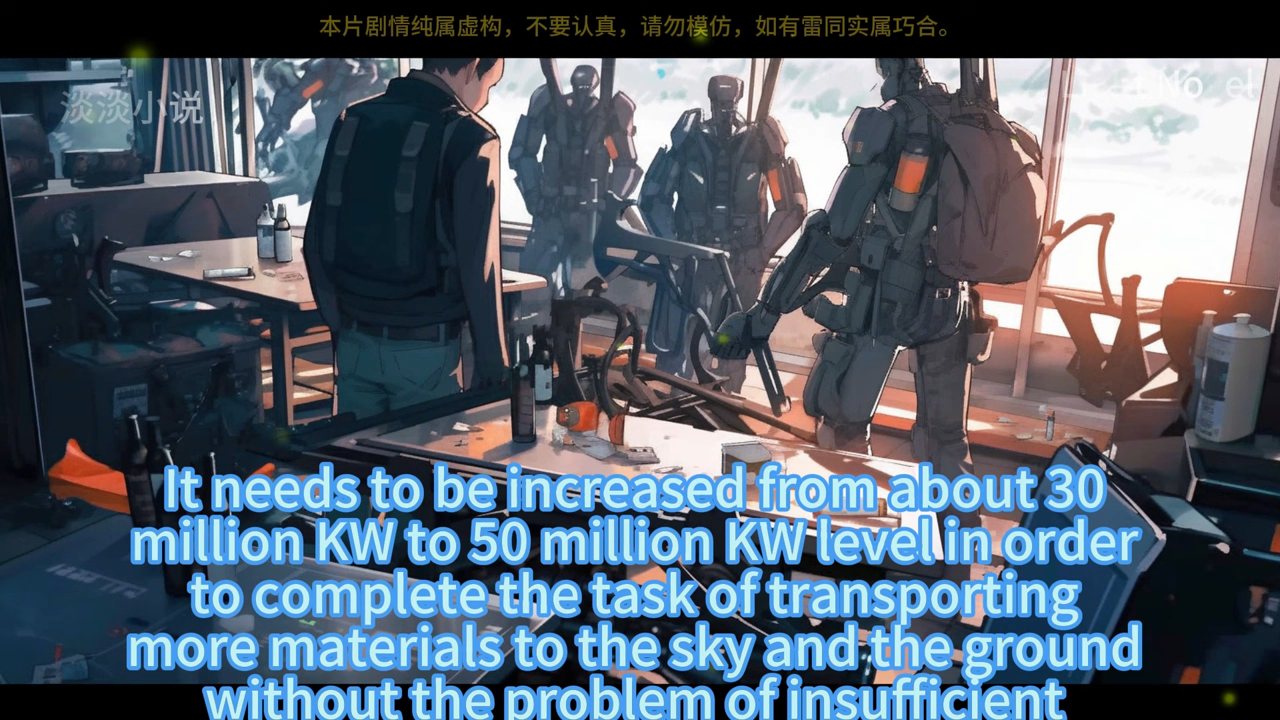 本片剧情纯属虚构，不要认真，请勿模仿，如有雷同实属巧合。
淡淡小说
It needs to be increased from about 30
million KW to 50 million KW level in order
to complete the task of transporting
more materials to the sky and the ground
without the problem of insufficient